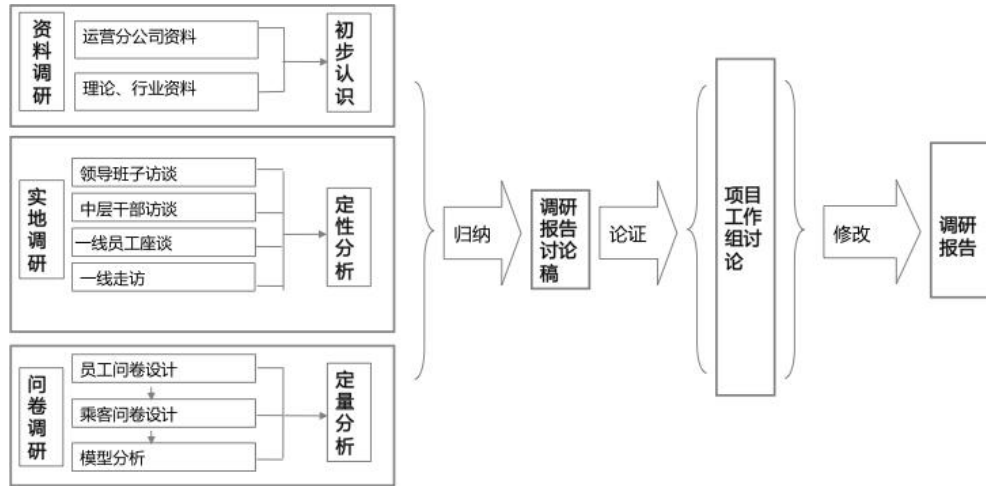 资料调研
运营分公司资料
理论、行业资料
初步认识
实地调研
领导班子访谈
中层干部访谈
一线员工座谈
一线走访
定性分析
问卷调研
员工问卷设计
乘客问卷设计
模型分析
定量分析
归纳
调研
报告
讨论
稿
论证
项目
工作
组讨
论
修改
调研
报告